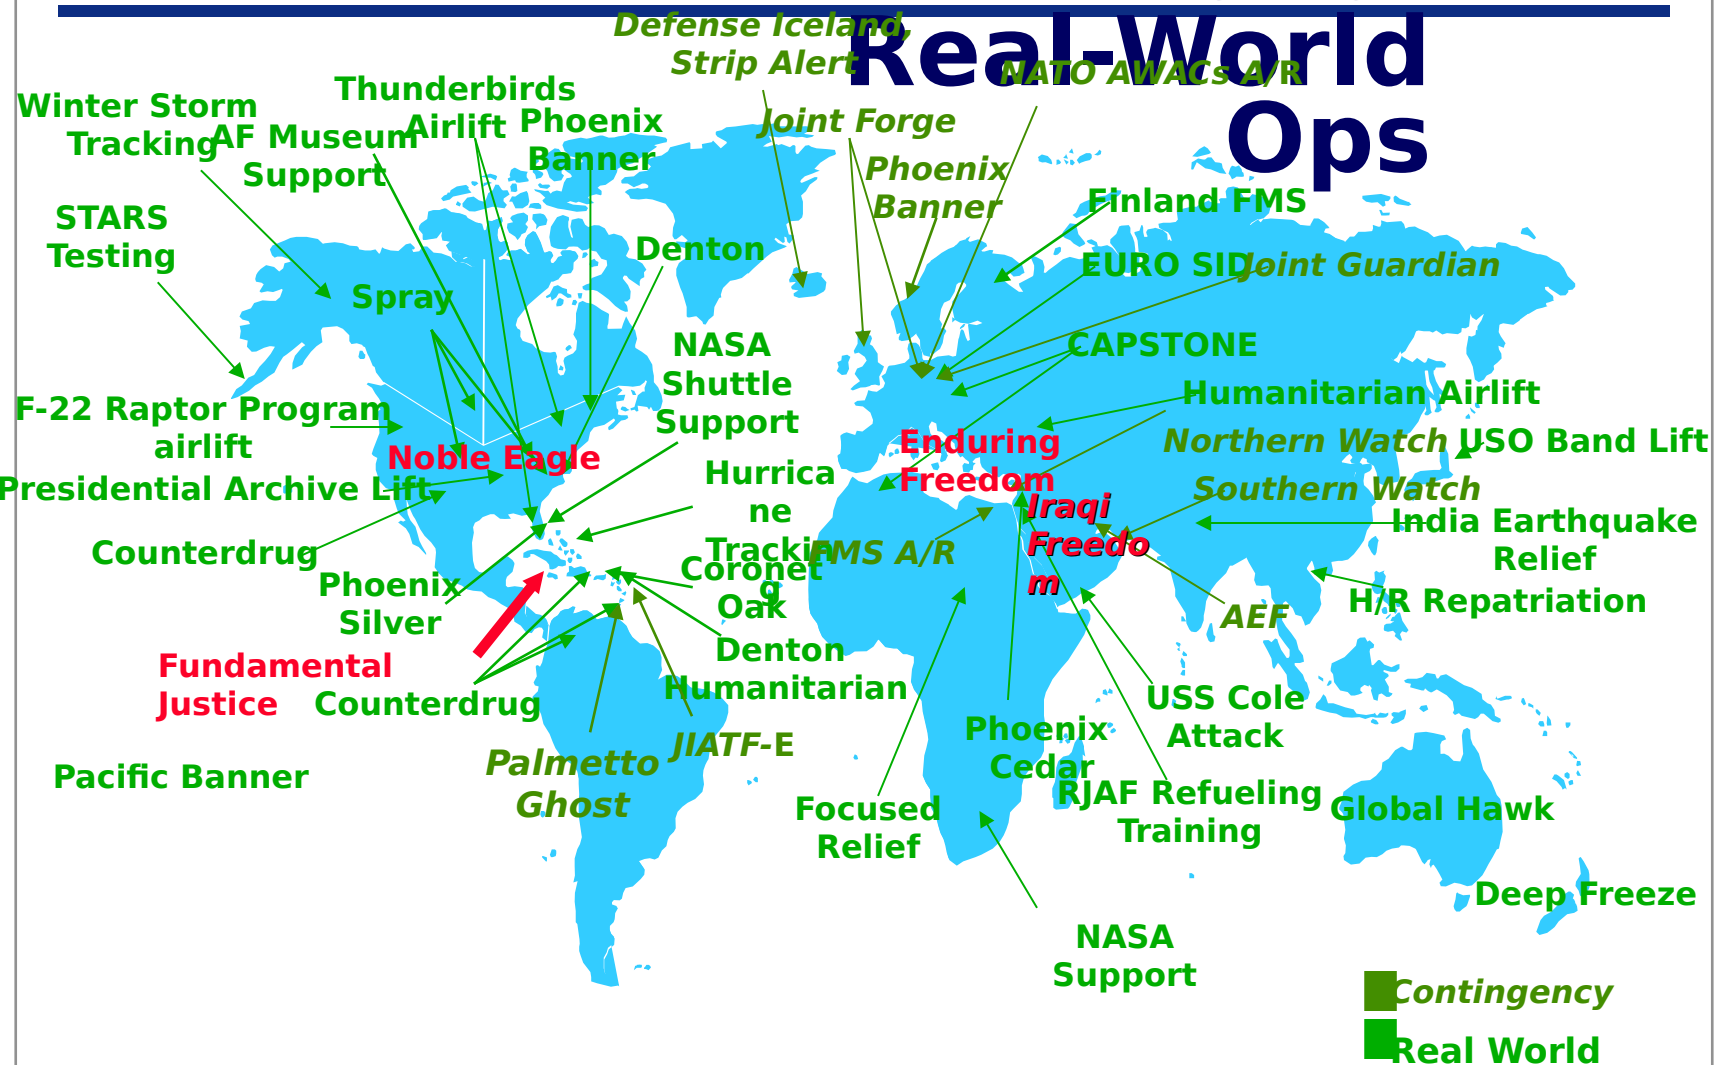 Real-World
Ops
Defense Iceland,
Strip Alert
NATO AWACs A/R
Thunderbirds
Airlift
Winter Storm
Tracking
AF Museum
Support
Phoenix
Banner
Joint Forge
Phoenix
Banner
Finland FMS
STARS
Testing
Denton
EURO SID
Joint Guardian
Spray
NASA
Shuttle
Support
CAPSTONE
F-22 Raptor Program
airlift
Humanitarian Airlift
Noble Eagle
Enduring
Freedom
Northern Watch
USO Band Lift
Presidential Archive Lift
Hurrica
ne
Trackin
g
Southern Watch
Iraqi
Freedo
m
India Earthquake
Relief
Counterdrug
FMS A/R
Coronet
Oak
Phoenix
Silver
H/R Repatriation
AEF
Denton
Humanitarian
Fundamental
Justice
Counterdrug
USS Cole
Attack
Phoenix
Cedar
JIATF-E
Palmetto
Ghost
Pacific Banner
Focused
Relief
RJAF Refueling
Training
Global Hawk
Deep Freeze
NASA
Support
Contingency
Real World